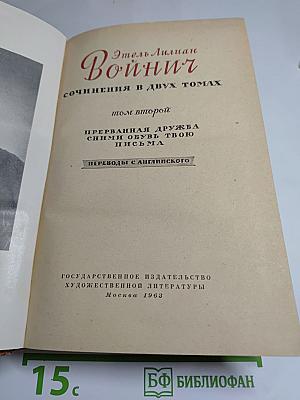 Этель Лилиан
Войнич
СОЧИНЕНИЯ В ДВУХ ТОМАХ
том второй
ПРЕРВАННАЯ ДРУЖБА
СНИМИ ОБУВЬ ТВОЮ
ПИСЬМА
ПЕРЕВОДЫ С АНГЛИЙСКОГО
ГОСУДАРСТВЕННОЕ ИЗДАТЕЛЬСТВО
ХУДОЖЕСТВЕННОЙ ЛИТЕРАТУРЫ
Москва 1963
15с
БФ БИБЛИОФАН